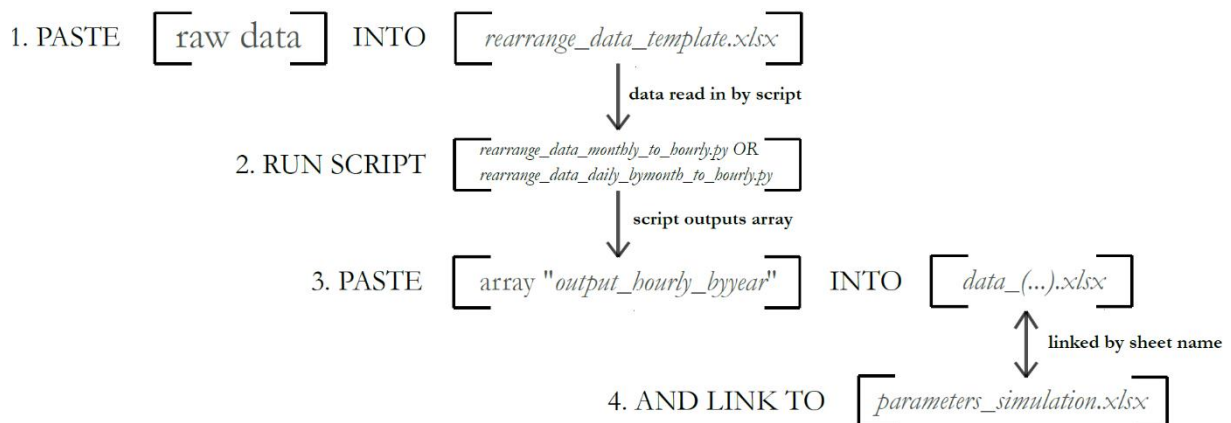 1. PASTE [raw data] INTO [rearrange_data_template.xlsx]
data read in by script
2. RUN SCRIPT [rearrange_data_monthly_to_hourly.py OR
rearrange_data_daily_bymonth_to_hourly.py]
script outputs array
3. PASTE [array "output_hourly_byyear"] INTO [data_(...).xlsx]
linked by sheet name
4. AND LINK TO [parameters_simulation.xlsx]